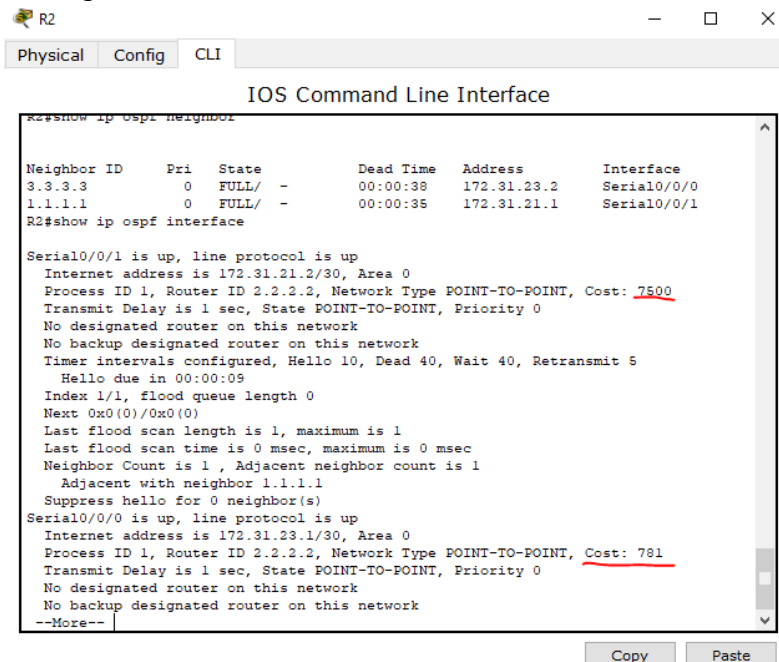 R2
Physical Config CLI
IOS Command Line Interface
R2#show ip ospf neighbor
Neighbor ID Pri State Dead Time Address Interface
3.3.3.3 0 FULL/ - 00:00:38 172.31.23.2 Serial0/0/0
1.1.1.1 0 FULL/ - 00:00:35 172.31.21.1 Serial0/0/1
R2#show ip ospf interface
Serial0/0/1 is up, line protocol is up
Internet address is 172.31.21.2/30, Area 0
Process ID 1, Router ID 2.2.2.2, Network Type POINT-TO-POINT, Cost: 7500
Transmit Delay is 1 sec, State POINT-TO-POINT, Priority 0
No designated router on this network
No backup designated router on this network
Timer intervals configured, Hello 10, Dead 40, Wait 40, Retransmit 5
Hello due in 00:00:09
Index 1/1, flood queue length 0
Next 0x0(0)/0x0(0)
Last flood scan length is 1, maximum is 1
Last flood scan time is 0 msec, maximum is 0 msec
Neighbor Count is 1 , Adjacent neighbor count is 1
Adjacent with neighbor 1.1.1.1
Suppress hello for 0 neighbor(s)
Serial0/0/0 is up, line protocol is up
Internet address is 172.31.23.1/30, Area 0
Process ID 1, Router ID 2.2.2.2, Network Type POINT-TO-POINT, Cost: 781
Transmit Delay is 1 sec, State POINT-TO-POINT, Priority 0
No designated router on this network
No backup designated router on this network
--More--
Copy Paste